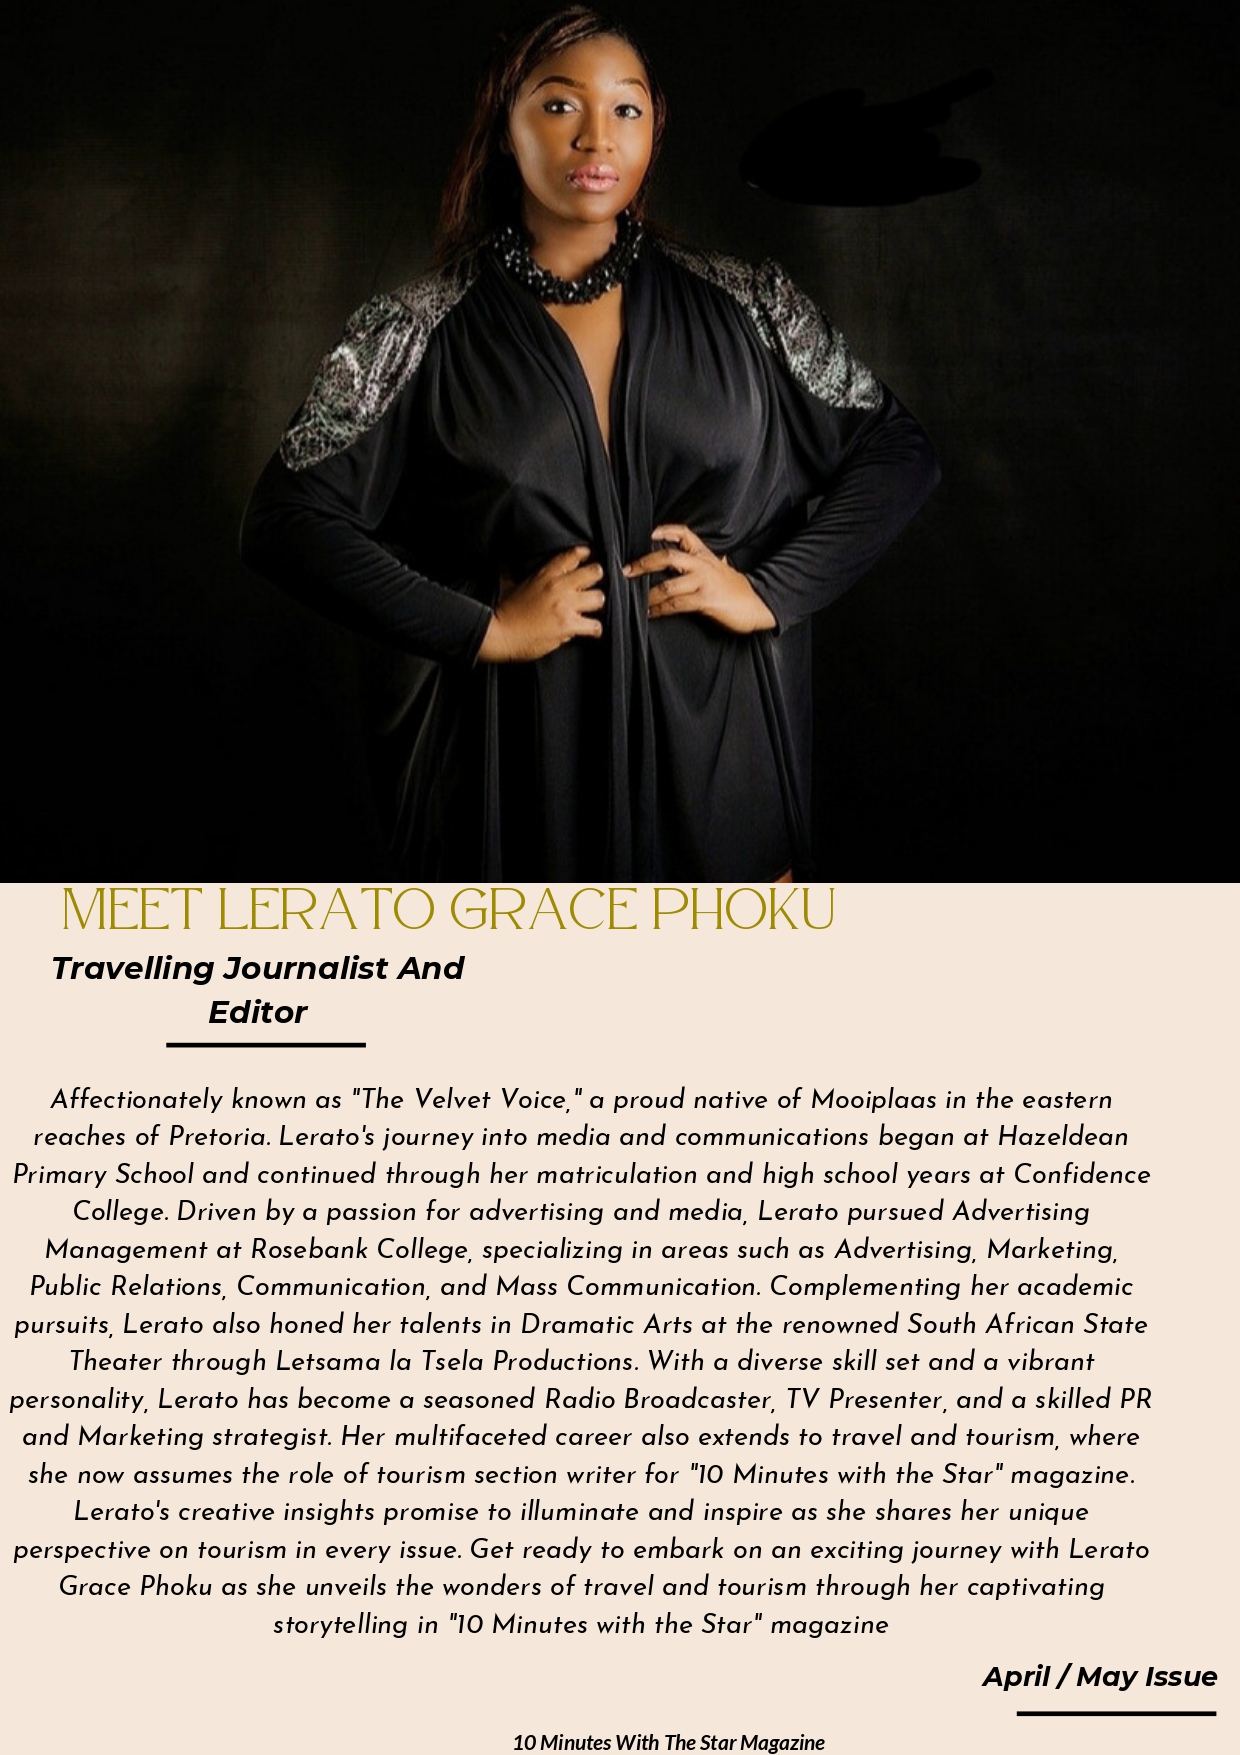 MEET LERATO GRACE PHOKU
Travelling Journalist And
Editor
Affectionately known as "The Velvet Voice," a proud native of Mooiplaas in the eastern
reaches of Pretoria. Lerato's journey into media and communications began at Hazeldean
Primary School and continued through her matriculation and high school years at Confidence
College. Driven by a passion for advertising and media, Lerato pursued Advertising
Management at Rosebank College, specializing in areas such as Advertising, Marketing,
Public Relations, Communication, and Mass Communication. Complementing her academic
pursuits, Lerato also honed her talents in Dramatic Arts at the renowned South African State
Theater through Letsama la Tsela Productions. With a diverse skill set and a vibrant
personality, Lerato has become a seasoned Radio Broadcaster, TV Presenter, and a skilled PR
and Marketing strategist. Her multifaceted career also extends to travel and tourism, where
she now assumes the role of tourism section writer for "10 Minutes with the Star" magazine.
Lerato's creative insights promise to illuminate and inspire as she shares her unique
perspective on tourism in every issue. Get ready to embark on an exciting journey with Lerato
Grace Phoku as she unveils the wonders of travel and tourism through her captivating
storytelling in "10 Minutes with the Star" magazine
April / May Issue
10 Minutes With The Star Magazine